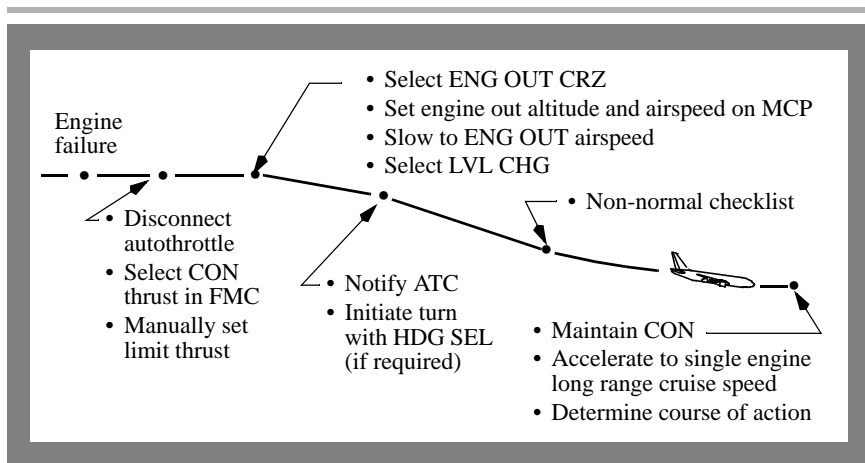 Engine
failure
• Disconnect
autothrottle
• Select CON
thrust in FMC
• Manually set
limit thrust
• Select ENG OUT CRZ
• Set engine out altitude and airspeed on MCP
• Slow to ENG OUT airspeed
• Select LVL CHG
• Notify ATC
• Initiate turn
with HDG SEL
(if required)
• Non-normal checklist
• Maintain CON
• Accelerate to single engine
long range cruise speed
• Determine course of action